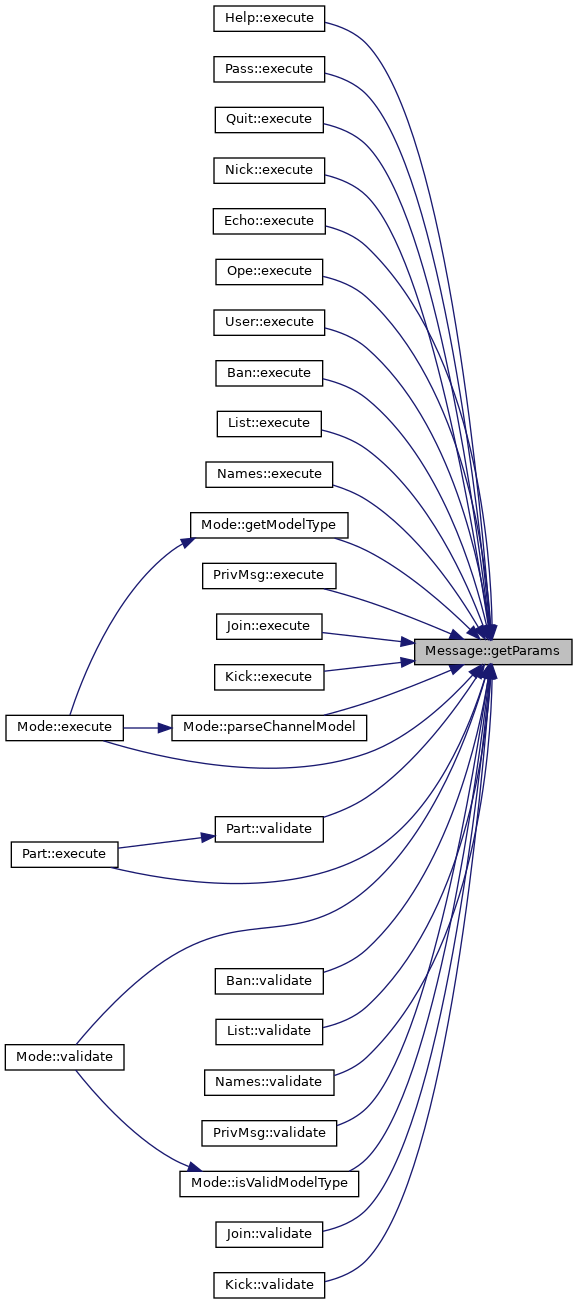 Help::execute
Pass::execute
Quit::execute
Nick::execute
Echo::execute
Ope::execute
User::execute
Ban::execute
List::execute
Names::execute
Mode::getModelType
PrivMsg::execute
Join::execute
Message::getParams
Kick::execute
Mode::execute
Mode::parseChannelModel
Part::validate
Part::execute
Ban::validate
List::validate
Mode::validate
Names::validate
PrivMsg::validate
Mode::isValidModelType
Join::validate
Kick::validate